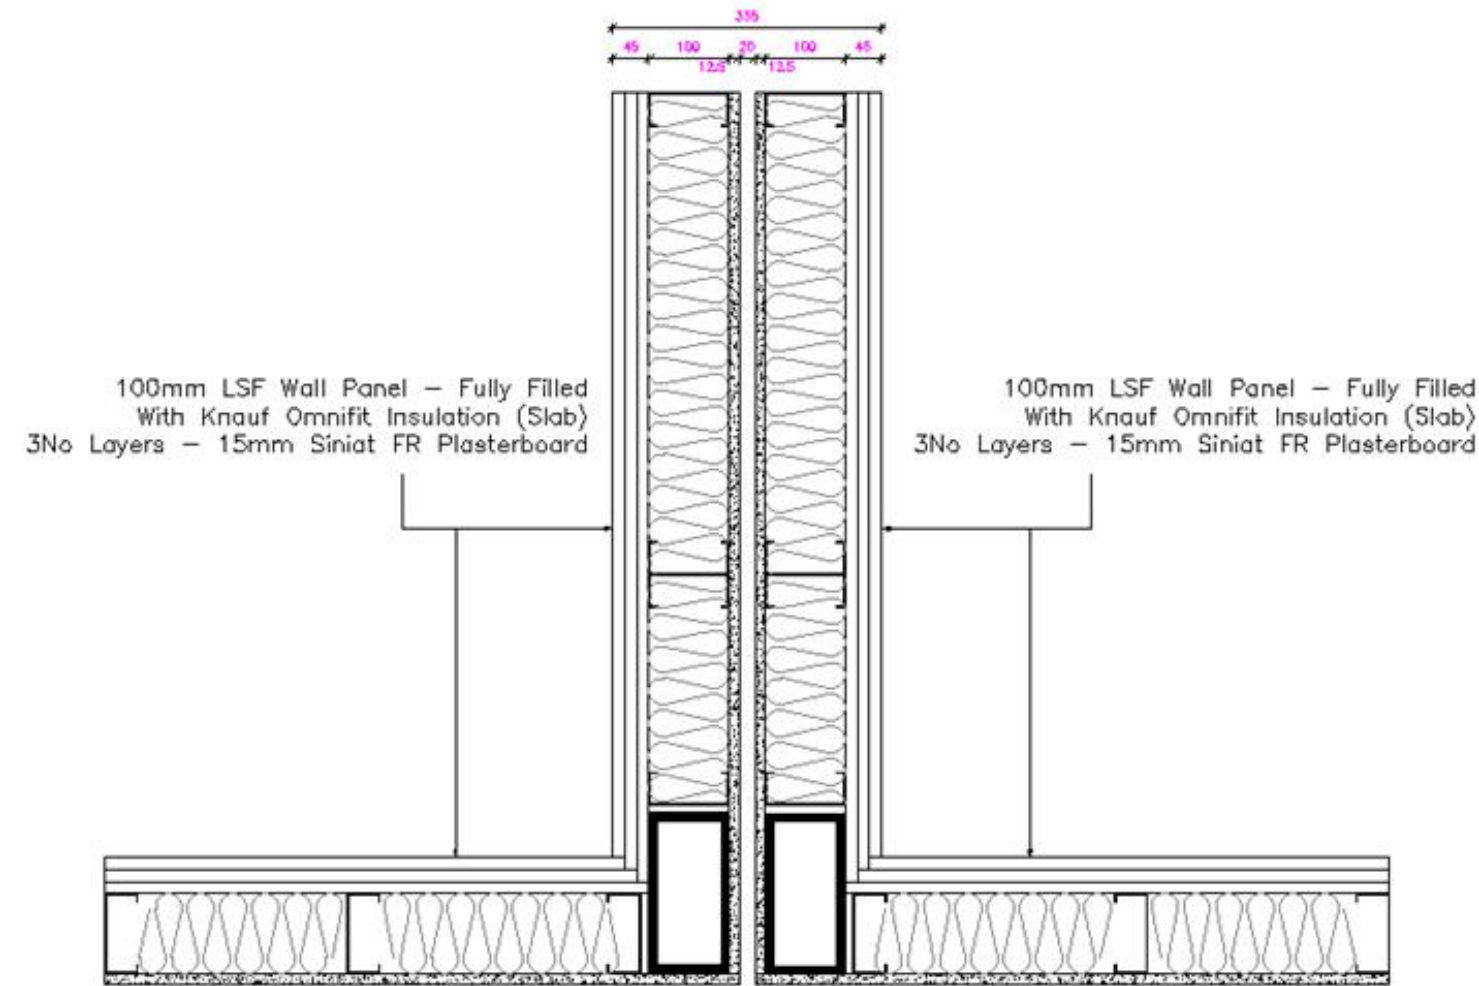 335
45 100 20 100 45
12.5 12.5
100mm LSF Wall Panel – Fully Filled
With Knauf Omnifit Insulation (Slab)
3No Layers – 15mm Siniat FR Plasterboard
100mm LSF Wall Panel – Fully Filled
With Knauf Omnifit Insulation (Slab)
3No Layers – 15mm Siniat FR Plasterboard